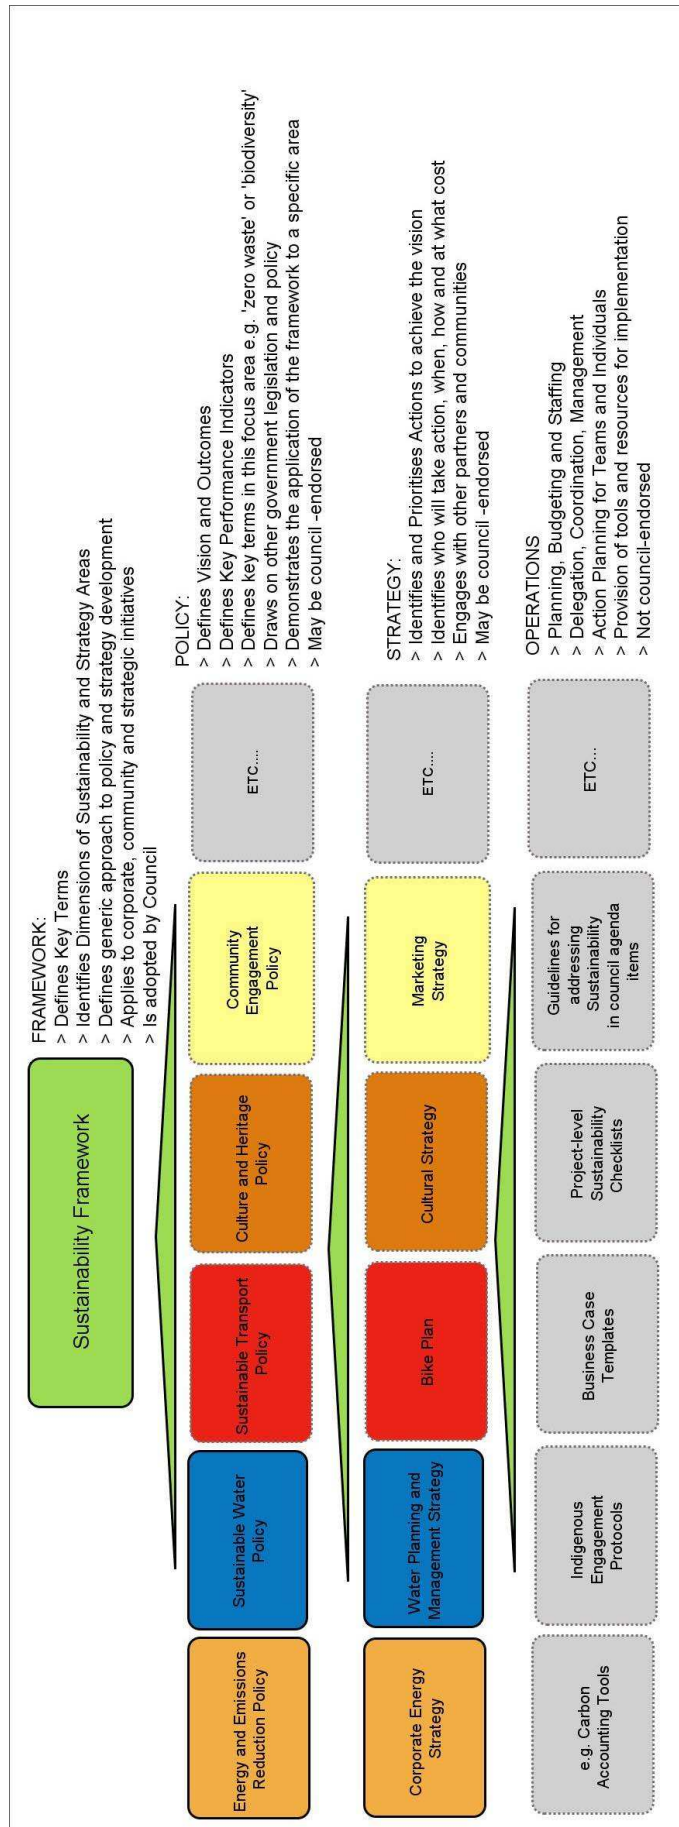 Sustainability Framework
FRAMEWORK:
> Defines Key Terms
> Identifies Dimensions of Sustainability and Strategy Areas
> Defines generic approach to policy and strategy development
> Applies to corporate, community and strategic initiatives
> Is adopted by Council
Energy and Emissions
Reduction Policy
Sustainable Water
Policy
Sustainable Transport
Policy
Culture and Heritage
Policy
Community
Engagement
Policy
ETC....
POLICY:
> Defines Vision and Outcomes
> Defines Key Performance Indicators
> Defines key terms in this focus area e.g. 'zero waste' or 'biodiversity'
> Draws on other government legislation and policy
> Demonstrates the application of the framework to a specific area
> May be council -endorsed
Corporate Energy
Strategy
Water Planning and
Management Strategy
Bike Plan
Cultural Strategy
Marketing
Strategy
ETC....
STRATEGY:
> Identifies and Prioritises Actions to achieve the vision
> Identifies who will take action, when, how and at what cost
> Engages with other partners and communities
> May be council -endorsed
e.g. Carbon
Accounting Tools
Indigenous
Engagement
Protocols
Business Case
Templates
Project-level
Sustainability
Checklists
Guidelines for
addressing
Sustainability
in council agenda
items
ETC...
OPERATIONS
> Planning, Budgeting and Staffing
> Delegation, Coordination, Management
> Action Planning for Teams and Individuals
> Provision of tools and resources for implementation
> Not council-endorsed